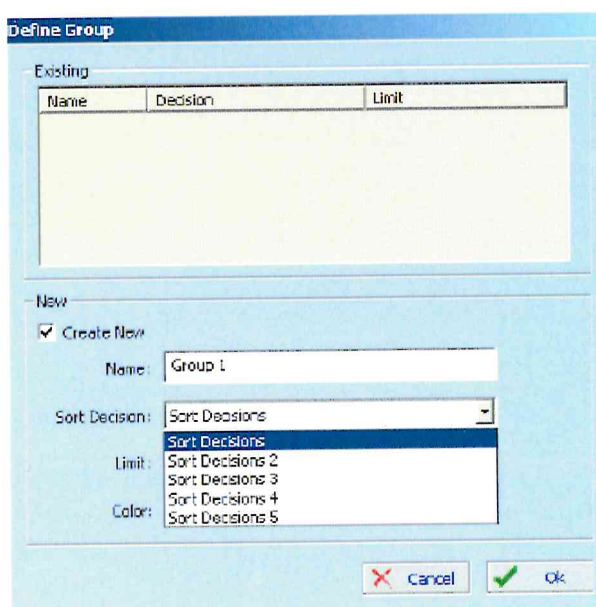 Define Group
Existing
Name Decision Limit
New
Create New
Name: Group 1
Sort Decision: Sort Decisions
Sort Decisions
Limit: Sort Decisions 2
Sort Decisions 3
Color: Sort Decisions 4
Sort Decisions 5
Cancel Ok